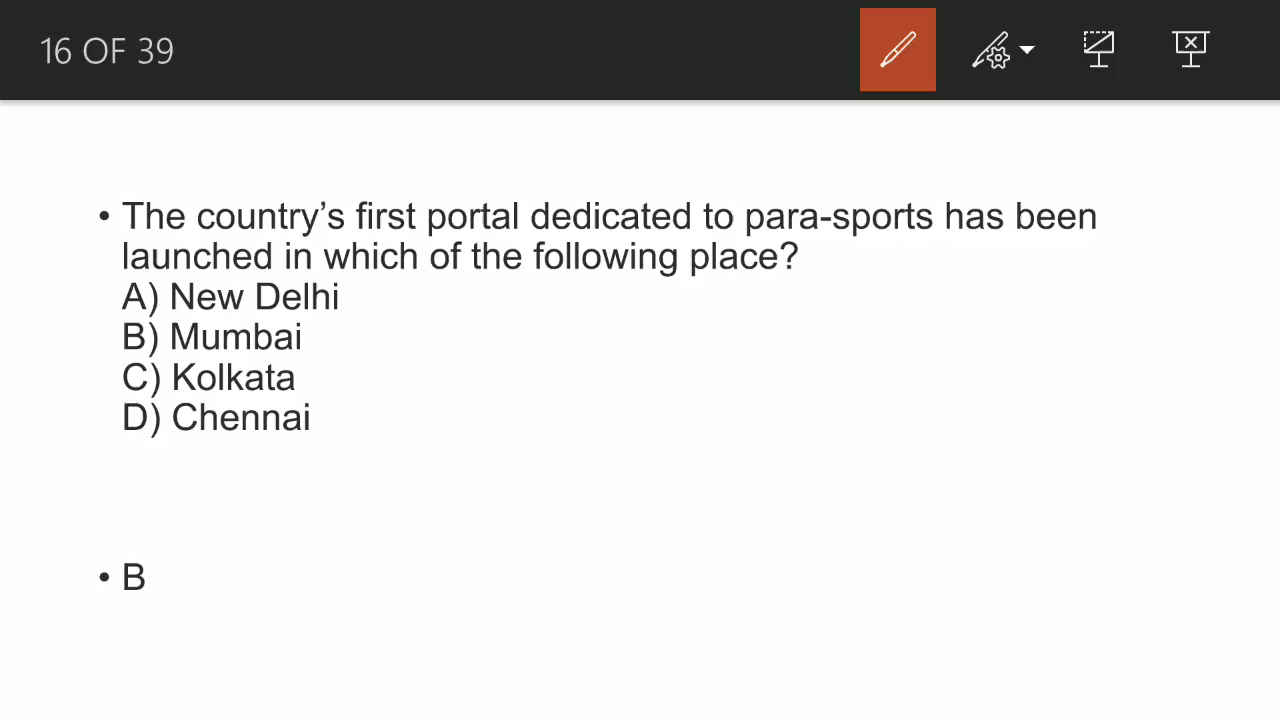 16 OF 39
• The country’s first portal dedicated to para-sports has been
launched in which of the following place?
A) New Delhi
B) Mumbai
C) Kolkata
D) Chennai
• B